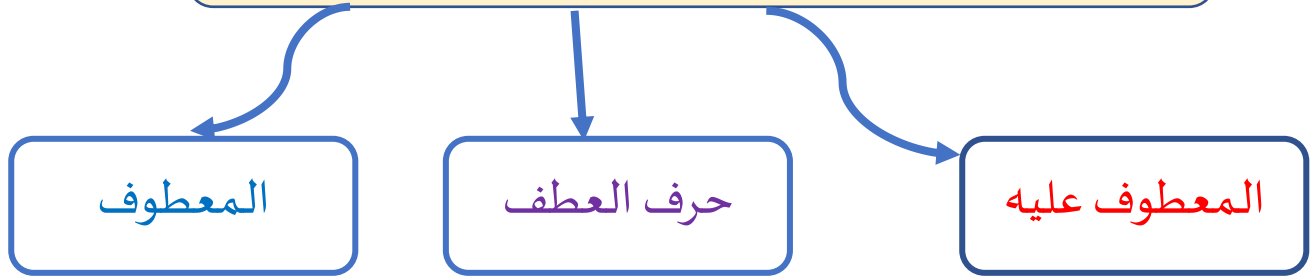 المعطوف عليه
حرف العطف
المعطوف